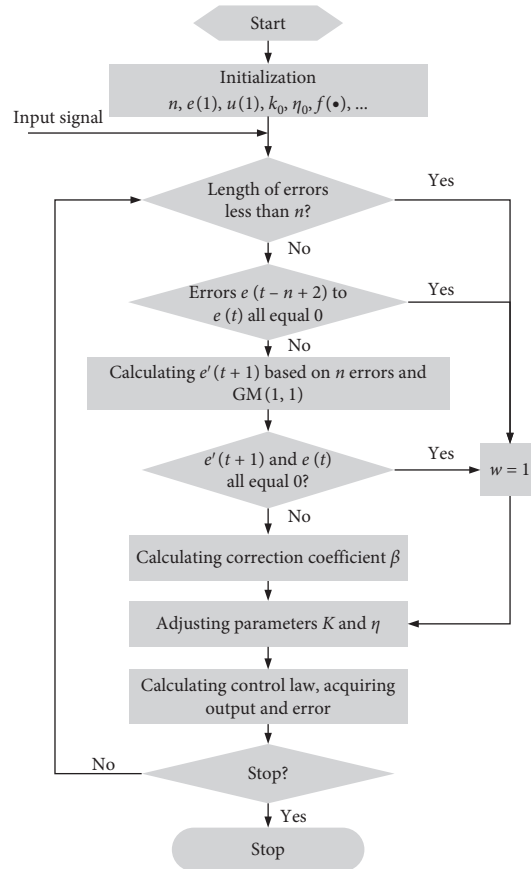 Start
Initialization
n, e(1), u(1), k₀, η₀, f(•), ...
Input signal
Length of errors
less than n?
Yes
No
Errors e (t – n + 2) to
e (t) all equal 0
Yes
No
Calculating e′(t + 1) based on n errors and
GM(1, 1)
e′(t + 1) and e (t)
all equal 0?
Yes
w = 1
No
Calculating correction coefficient β
Adjusting parameters K and η
Calculating control law, acquiring
output and error
No
Stop?
Yes
Stop